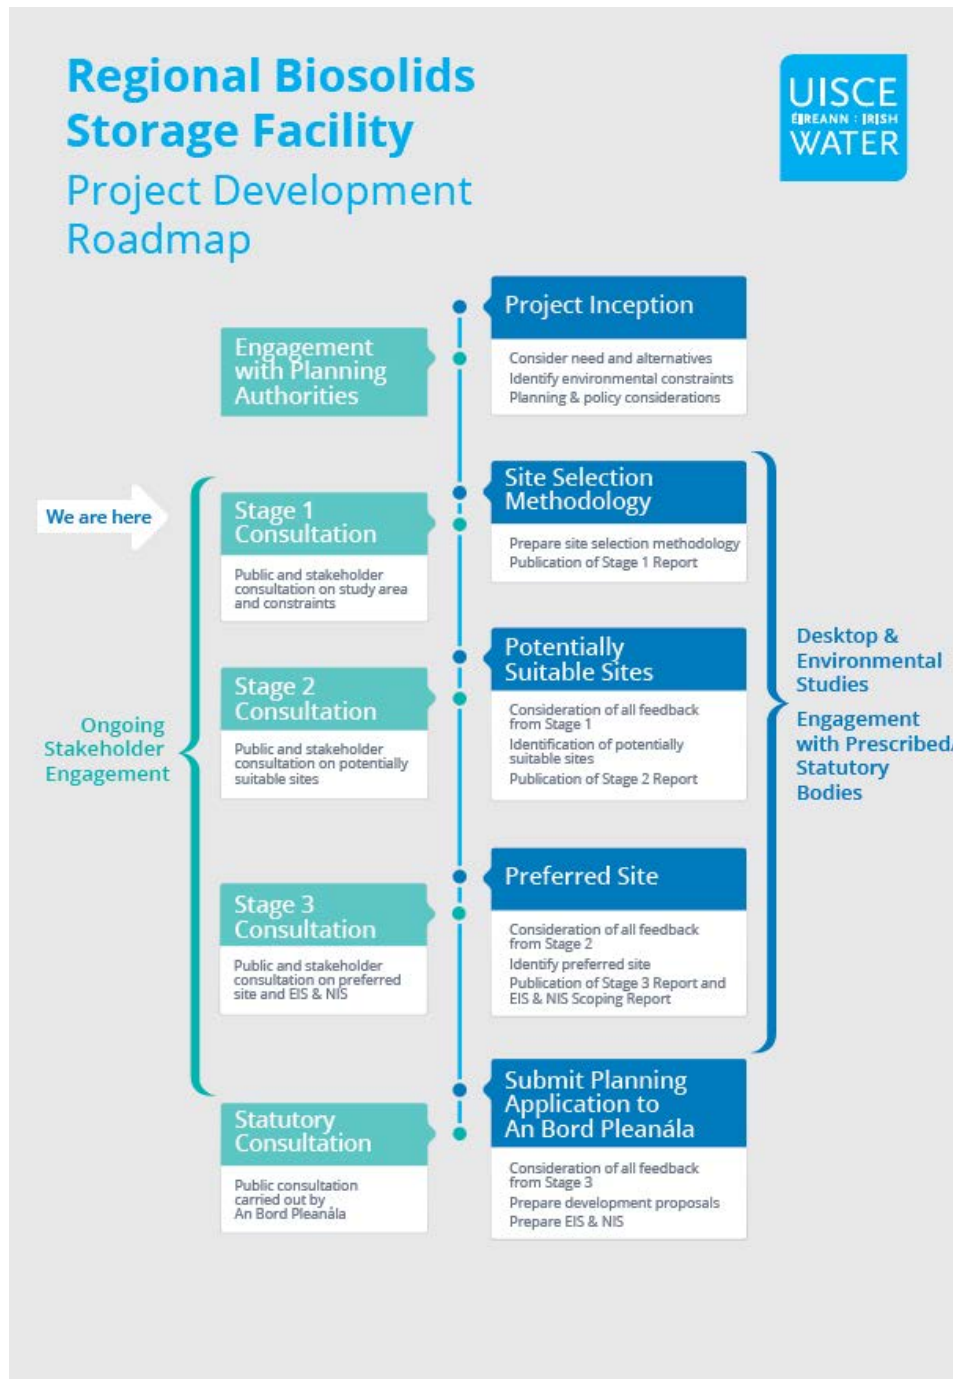 Regional Biosolids
Storage Facility
Project Development
Roadmap
UISCE
ÉIREANN : IRISH
WATER
Project Inception
Consider need and alternatives
Identify environmental constraints
Planning & policy considerations
Engagement
with Planning
Authorities
Site Selection
Methodology
Prepare site selection methodology
Publication of Stage 1 Report
We are here
Stage 1
Consultation
Public and stakeholder
consultation on study area
and constraints
Potentially
Suitable Sites
Consideration of all feedback
from Stage 1
Identification of potentially
suitable sites
Publication of Stage 2 Report
Stage 2
Consultation
Public and stakeholder
consultation on potentially
suitable sites
Ongoing
Stakeholder
Engagement
Desktop &
Environmental
Studies
Engagement
with Prescribed/
Statutory
Bodies
Preferred Site
Consideration of all feedback
from Stage 2
Identify preferred site
Publication of Stage 3 Report and
EIS & NIS Scoping Report
Stage 3
Consultation
Public and stakeholder
consultation on preferred
site and EIS & NIS
Submit Planning
Application to
An Bord Pleanála
Consideration of all feedback
from Stage 3
Prepare development proposals
Prepare EIS & NIS
Statutory
Consultation
Public consultation
carried out by
An Bord Pleanála